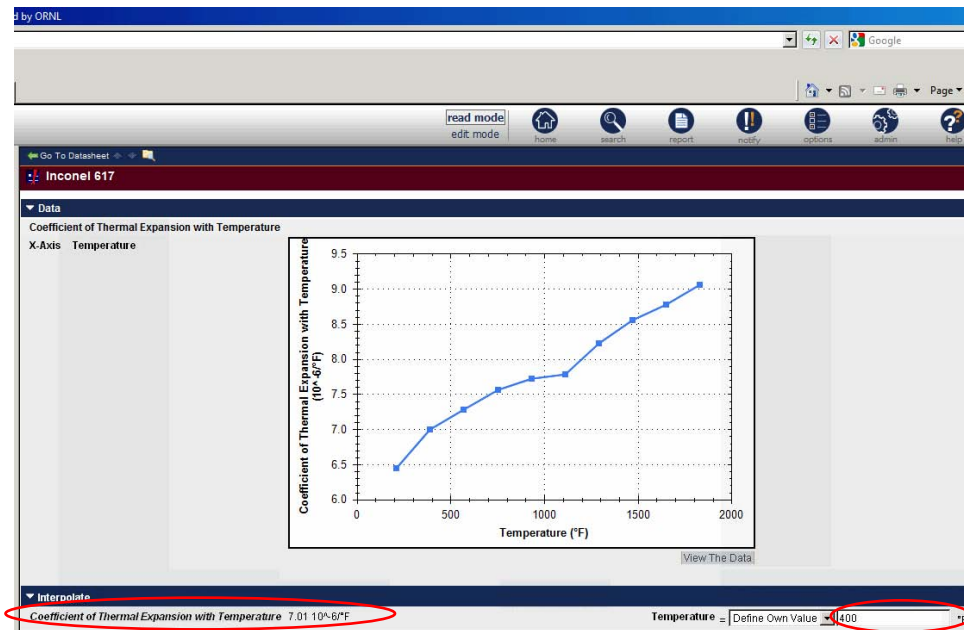 d by ORNL
Google
Page
read mode
edit mode
home
search
report
notify
options
admin
help
Go To Datasheet
Inconel 617
Data
Coefficient of Thermal Expansion with Temperature
X-Axis Temperature
Coefficient of Thermal Expansion with Temperature
(10^-6/°F)
9.5
9.0
8.5
8.0
7.5
7.0
6.5
6.0
0 500 1000 1500 2000
Temperature (°F)
View The Data
Interpolate
Coefficient of Thermal Expansion with Temperature 7.01 10^-6/°F
Temperature = Define Own Value 400 °F